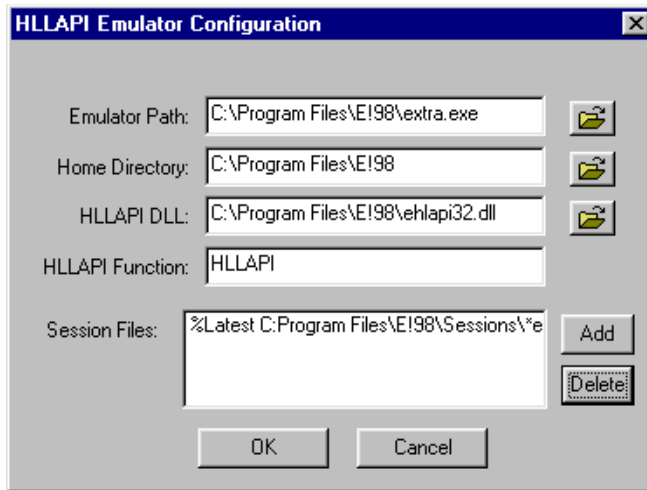 HLLAPI Emulator Configuration
Emulator Path: C:\Program Files\E!98\extra.exe
Home Directory: C:\Program Files\E!98
HLLAPI DLL: C:\Program Files\E!98\ehlapi32.dll
HLLAPI Function: HLLAPI
Session Files: %Latest C:Program Files\E!98\Sessions\*e
Add
Delete
OK Cancel